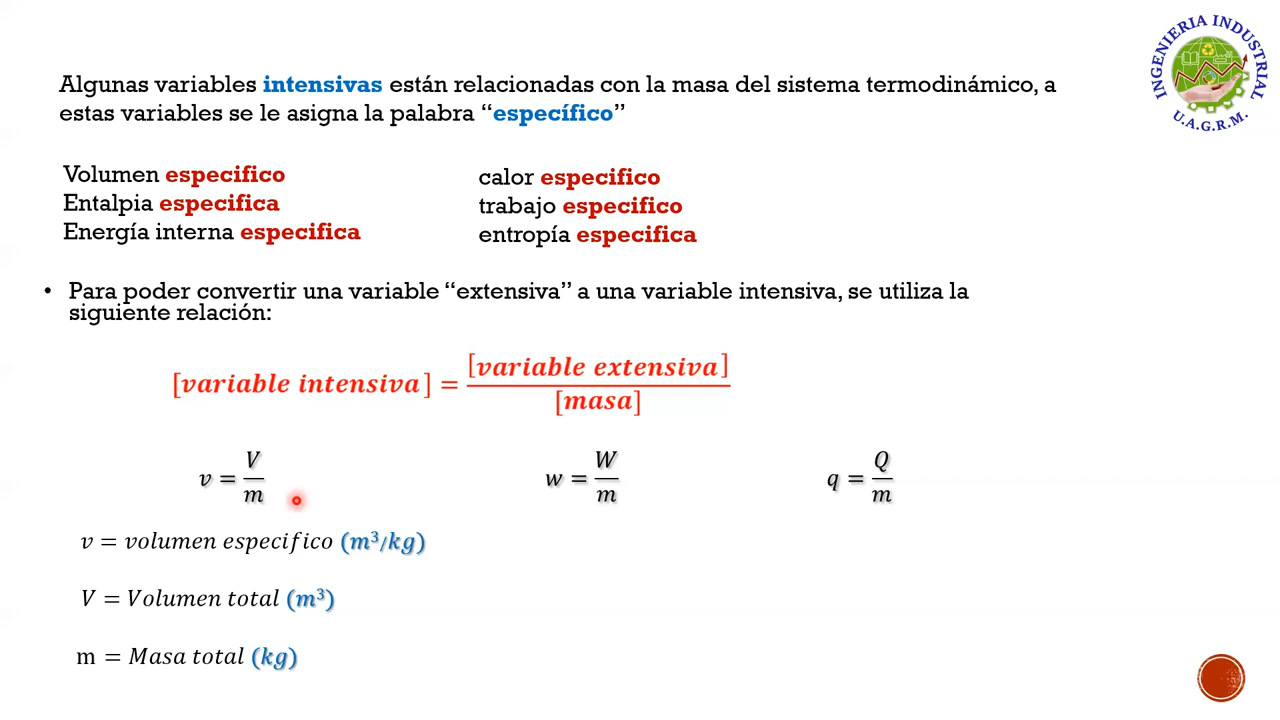 Algunas variables intensivas están relacionadas con la masa del sistema termodinámico, a
estas variables se le asigna la palabra “específico”
Volumen especifico
Entalpia especifica
Energía interna especifica
calor especifico
trabajo especifico
entropía especifica
• Para poder convertir una variable “extensiva” a una variable intensiva, se utiliza la
siguiente relación:
[variable intensiva] = [variable extensiva] / [masa]
v = V / m
w = W / m
q = Q / m
v = volumen especifico (m³/kg)
V = Volumen total (m³)
m = Masa total (kg)
INGENIERIA INDUSTRIAL
U.A.G.R.M.